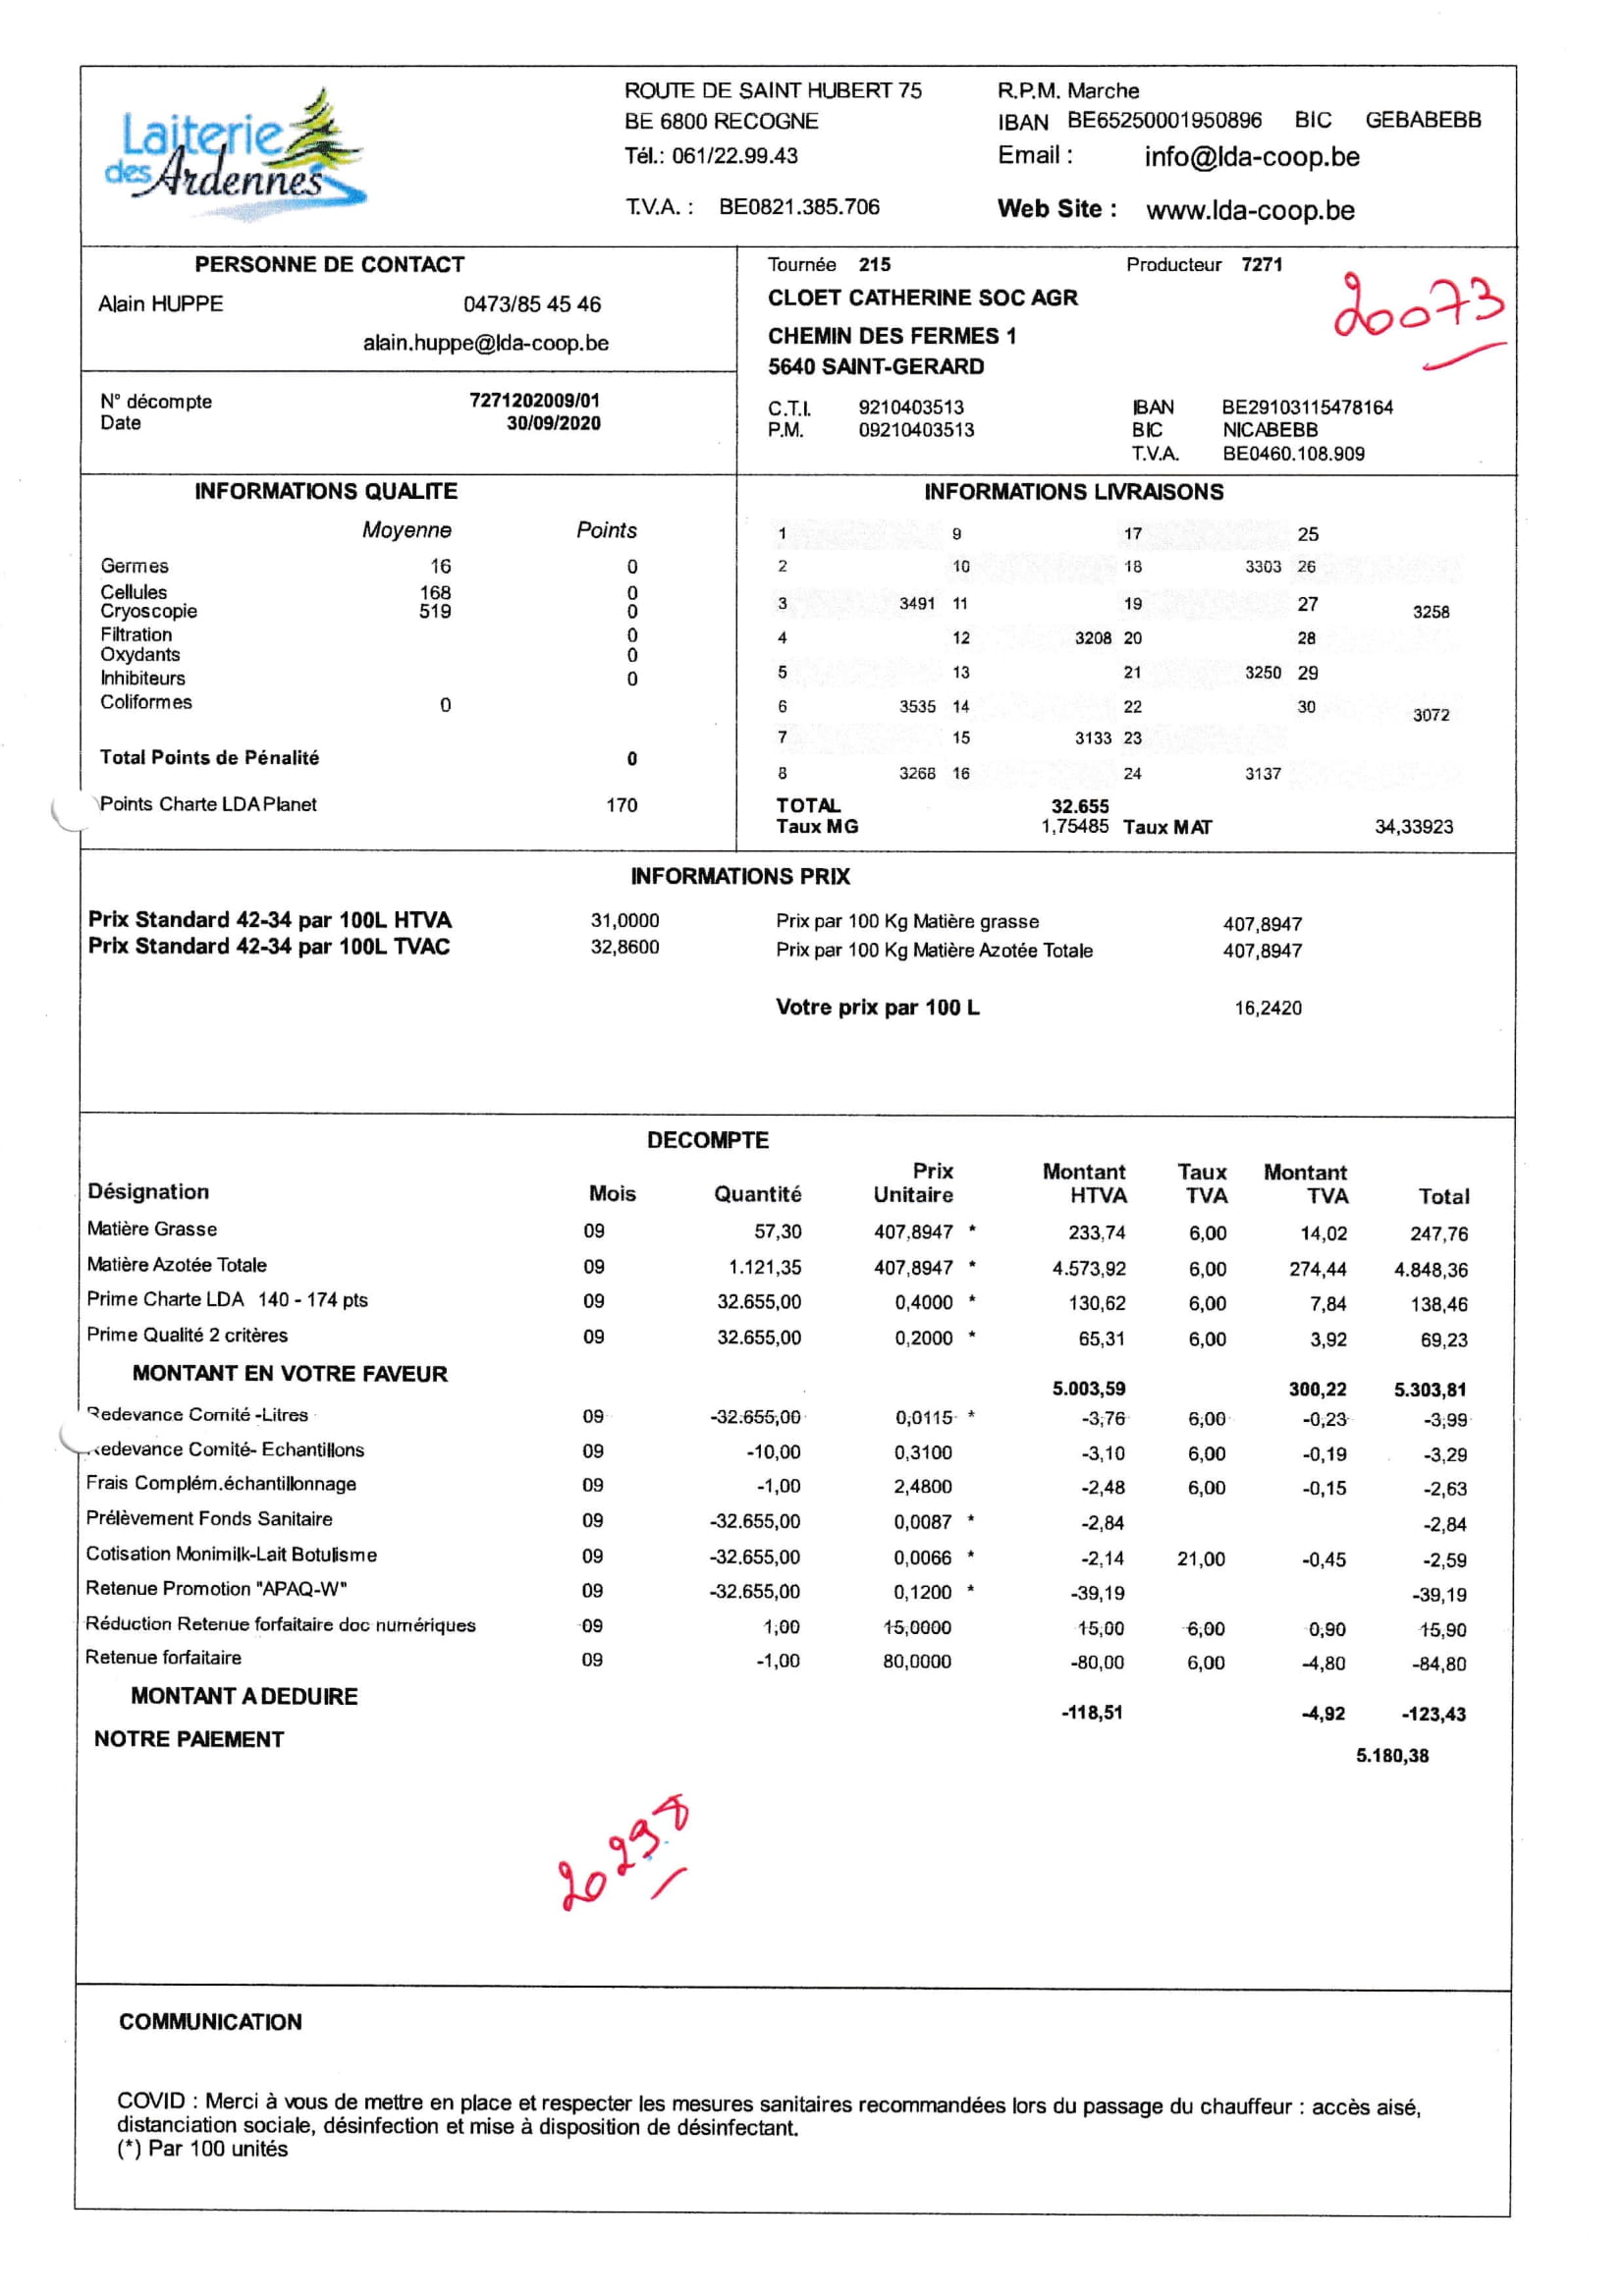 Laiterie des Ardennes
ROUTE DE SAINT HUBERT 75
BE 6800 RECOGNE
Tél.: 061/22.99.43
T.V.A. : BE0821.385.706
R.P.M. Marche
IBAN BE65250001950896 BIC GEBABEBB
Email : info@lda-coop.be
Web Site : www.lda-coop.be
PERSONNE DE CONTACT
Alain HUPPE 0473/85 45 46
alain.huppe@lda-coop.be
N° décompte 7271202009/01
Date 30/09/2020
Tournée 215 Producteur 7271
20073
CLOET CATHERINE SOC AGR
CHEMIN DES FERMES 1
5640 SAINT-GERARD
C.T.I. 9210403513 IBAN BE29103115478164
P.M. 09210403513 BIC NICABEBB
T.V.A. BE0460.108.909
INFORMATIONS QUALITE
Moyenne Points
Germes 16 0
Cellules 168 0
Cryoscopie 519 0
Filtration 0
Oxydants 0
Inhibiteurs 0
Coliformes 0
Total Points de Pénalité 0
Points Charte LDA Planet 170
INFORMATIONS LIVRAISONS
1 9 17 25
2 10 18 3303 26
3 3491 11 19 27 3258
4 12 3208 20 28
5 13 21 3250 29
6 3535 14 22 30 3072
7 15 3133 23
8 3268 16 24 3137
TOTAL 32.655
Taux MG 1,75485 Taux MAT 34,33923
INFORMATIONS PRIX
Prix Standard 42-34 par 100L HTVA 31,0000 Prix par 100 Kg Matière grasse 407,8947
Prix Standard 42-34 par 100L TVAC 32,8600 Prix par 100 Kg Matière Azotée Totale 407,8947
Votre prix par 100 L 16,2420
DECOMPTE
Désignation Mois Quantité Prix Unitaire Montant HTVA Taux TVA Montant TVA Total
Matière Grasse 09 57,30 407,8947 * 233,74 6,00 14,02 247,76
Matière Azotée Totale 09 1.121,35 407,8947 * 4.573,92 6,00 274,44 4.848,36
Prime Charte LDA 140 - 174 pts 09 32.655,00 0,4000 * 130,62 6,00 7,84 138,46
Prime Qualité 2 critères 09 32.655,00 0,2000 * 65,31 6,00 3,92 69,23
MONTANT EN VOTRE FAVEUR 5.003,59 300,22 5.303,81
Redevance Comité -Litres 09 -32.655,00 0,0115 * -3,76 6,00 -0,23 -3,99
Redevance Comité- Echantillons 09 -10,00 0,3100 -3,10 6,00 -0,19 -3,29
Frais Complém.échantillonnage 09 -1,00 2,4800 -2,48 6,00 -0,15 -2,63
Prélèvement Fonds Sanitaire 09 -32.655,00 0,0087 * -2,84 -2,84
Cotisation Monimilk-Lait Botulisme 09 -32.655,00 0,0066 * -2,14 21,00 -0,45 -2,59
Retenue Promotion "APAQ-W" 09 -32.655,00 0,1200 * -39,19 -39,19
Réduction Retenue forfaitaire doc numériques 09 1,00 15,0000 15,00 6,00 0,90 15,90
Retenue forfaitaire 09 -1,00 80,0000 -80,00 6,00 -4,80 -84,80
MONTANT A DEDUIRE -118,51 -4,92 -123,43
NOTRE PAIEMENT 5.180,38
COMMUNICATION
COVID : Merci à vous de mettre en place et respecter les mesures sanitaires recommandées lors du passage du chauffeur : accès aisé,
distanciation sociale, désinfection et mise à disposition de désinfectant.
(*) Par 100 unités